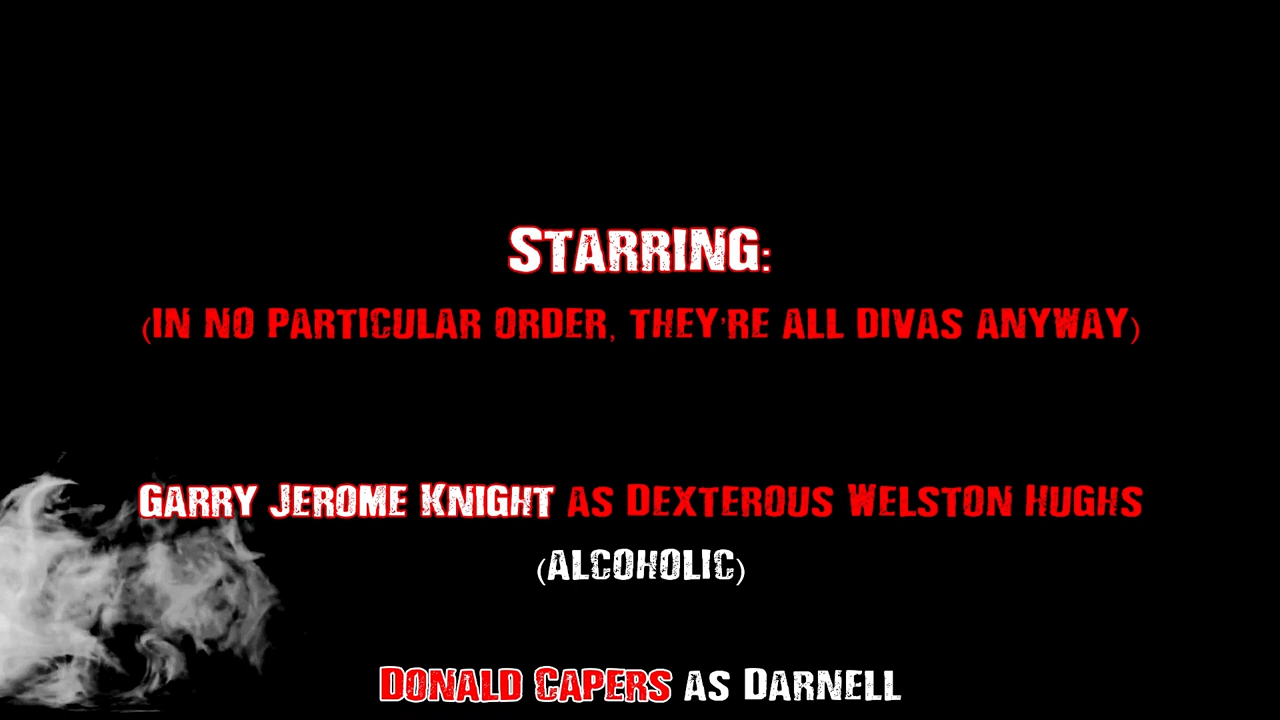 STARRING:
(IN NO PARTICULAR ORDER, THEY'RE ALL DIVAS ANYWAY)
GARRY JEROME KNIGHT AS DEXTEROUS WELSTON HUGHS
(ALCOHOLIC)
DONALD CAPERS AS DARNELL